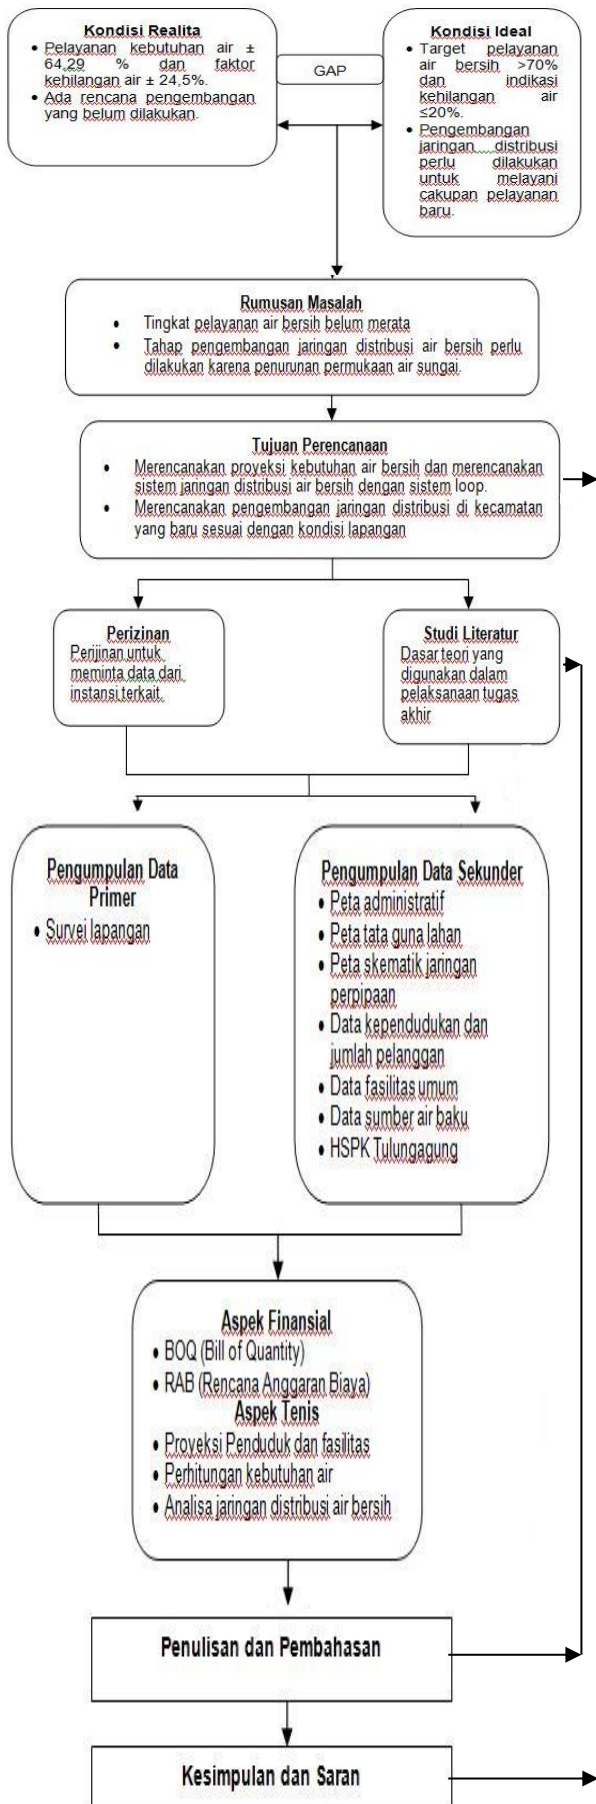 Kondisi Realita
• Pelayanan kebutuhan air ±
64,29 % dan faktor
kehilangan air ± 24,5%.
• Ada rencana pengembangan
yang belum dilakukan.
GAP
Kondisi Ideal
• Target pelayanan
air bersih >70%
dan indikasi
kehilangan air
≤20%.
• Pengembangan
jaringan distribusi
perlu dilakukan
untuk melayani
cakupan pelayanan
baru.
Rumusan Masalah
• Tingkat pelayanan air bersih belum merata
• Tahap pengembangan jaringan distribusi air bersih perlu
dilakukan karena penurunan permukaan air sungai.
Tujuan Perencanaan
• Merencanakan proyeksi kebutuhan air bersih dan merencanakan
sistem jaringan distribusi air bersih dengan sistem loop.
• Merencanakan pengembangan jaringan distribusi di kecamatan
yang baru sesuai dengan kondisi lapangan
Perizinan
Perijinan untuk
meminta data dari
instansi terkait.
Studi Literatur
Dasar teori yang
digunakan dalam
pelaksanaan tugas
akhir
Pengumpulan Data
Primer
• Survei lapangan
Pengumpulan Data Sekunder
• Peta administratif
• Peta tata guna lahan
• Peta skematik jaringan
perpipaan
• Data kependudukan dan
jumlah pelanggan
• Data fasilitas umum
• Data sumber air baku
• HSPK Tulungagung
Aspek Finansial
• BOQ (Bill of Quantity)
• RAB (Rencana Anggaran Biaya)
Aspek Tenis
• Proyeksi Penduduk dan fasilitas
• Perhitungan kebutuhan air
• Analisa jaringan distribusi air bersih
Penulisan dan Pembahasan
Kesimpulan dan Saran